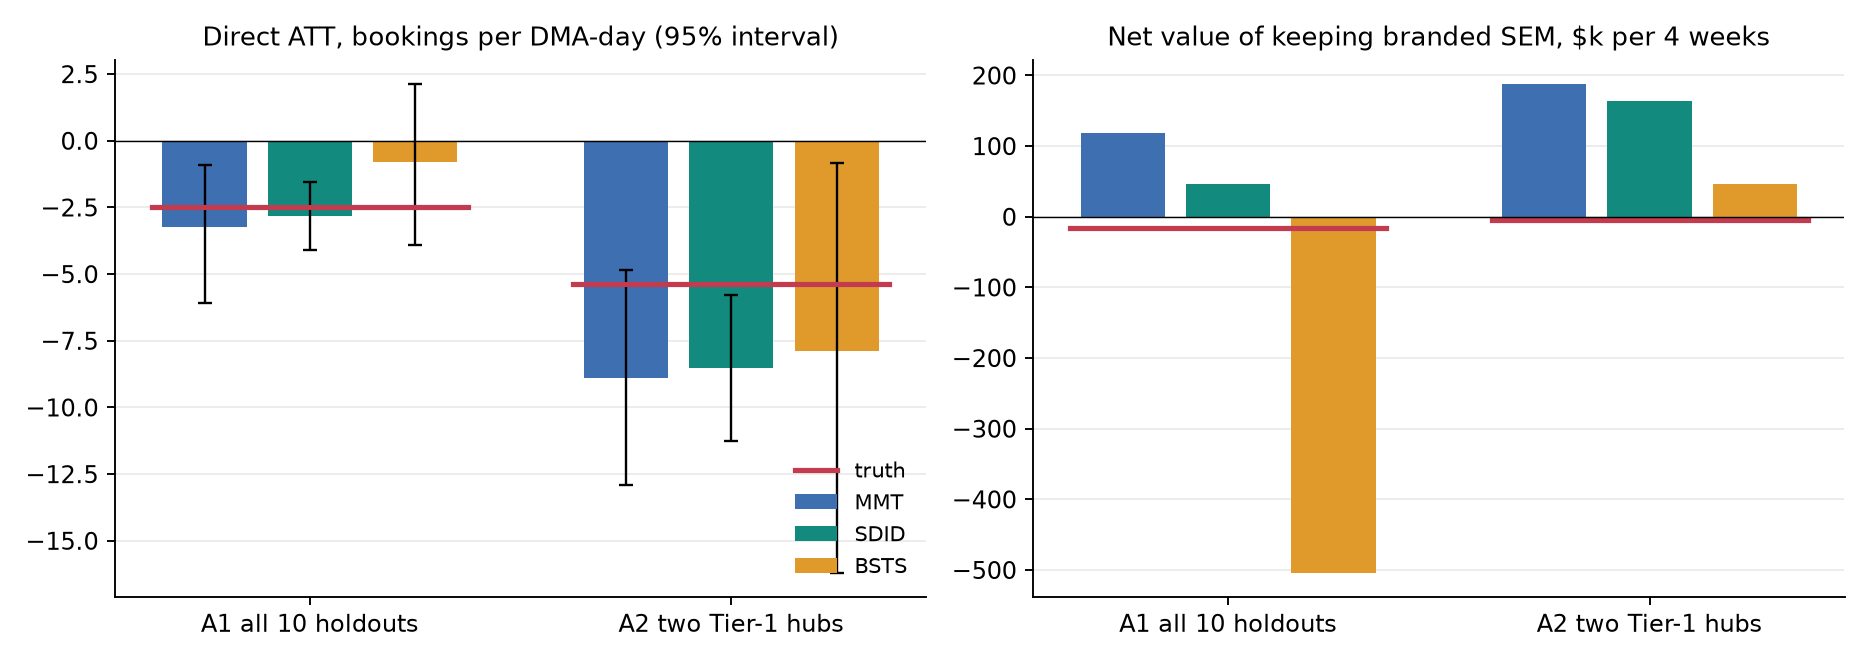 Direct ATT, bookings per DMA-day (95% interval)
2.5
0.0
−2.5
−5.0
−7.5
−10.0
−12.5
−15.0
truth
MMT
SDID
BSTS
A1 all 10 holdouts
A2 two Tier-1 hubs
Net value of keeping branded SEM, $k per 4 weeks
200
100
0
−100
−200
−300
−400
−500
A1 all 10 holdouts
A2 two Tier-1 hubs